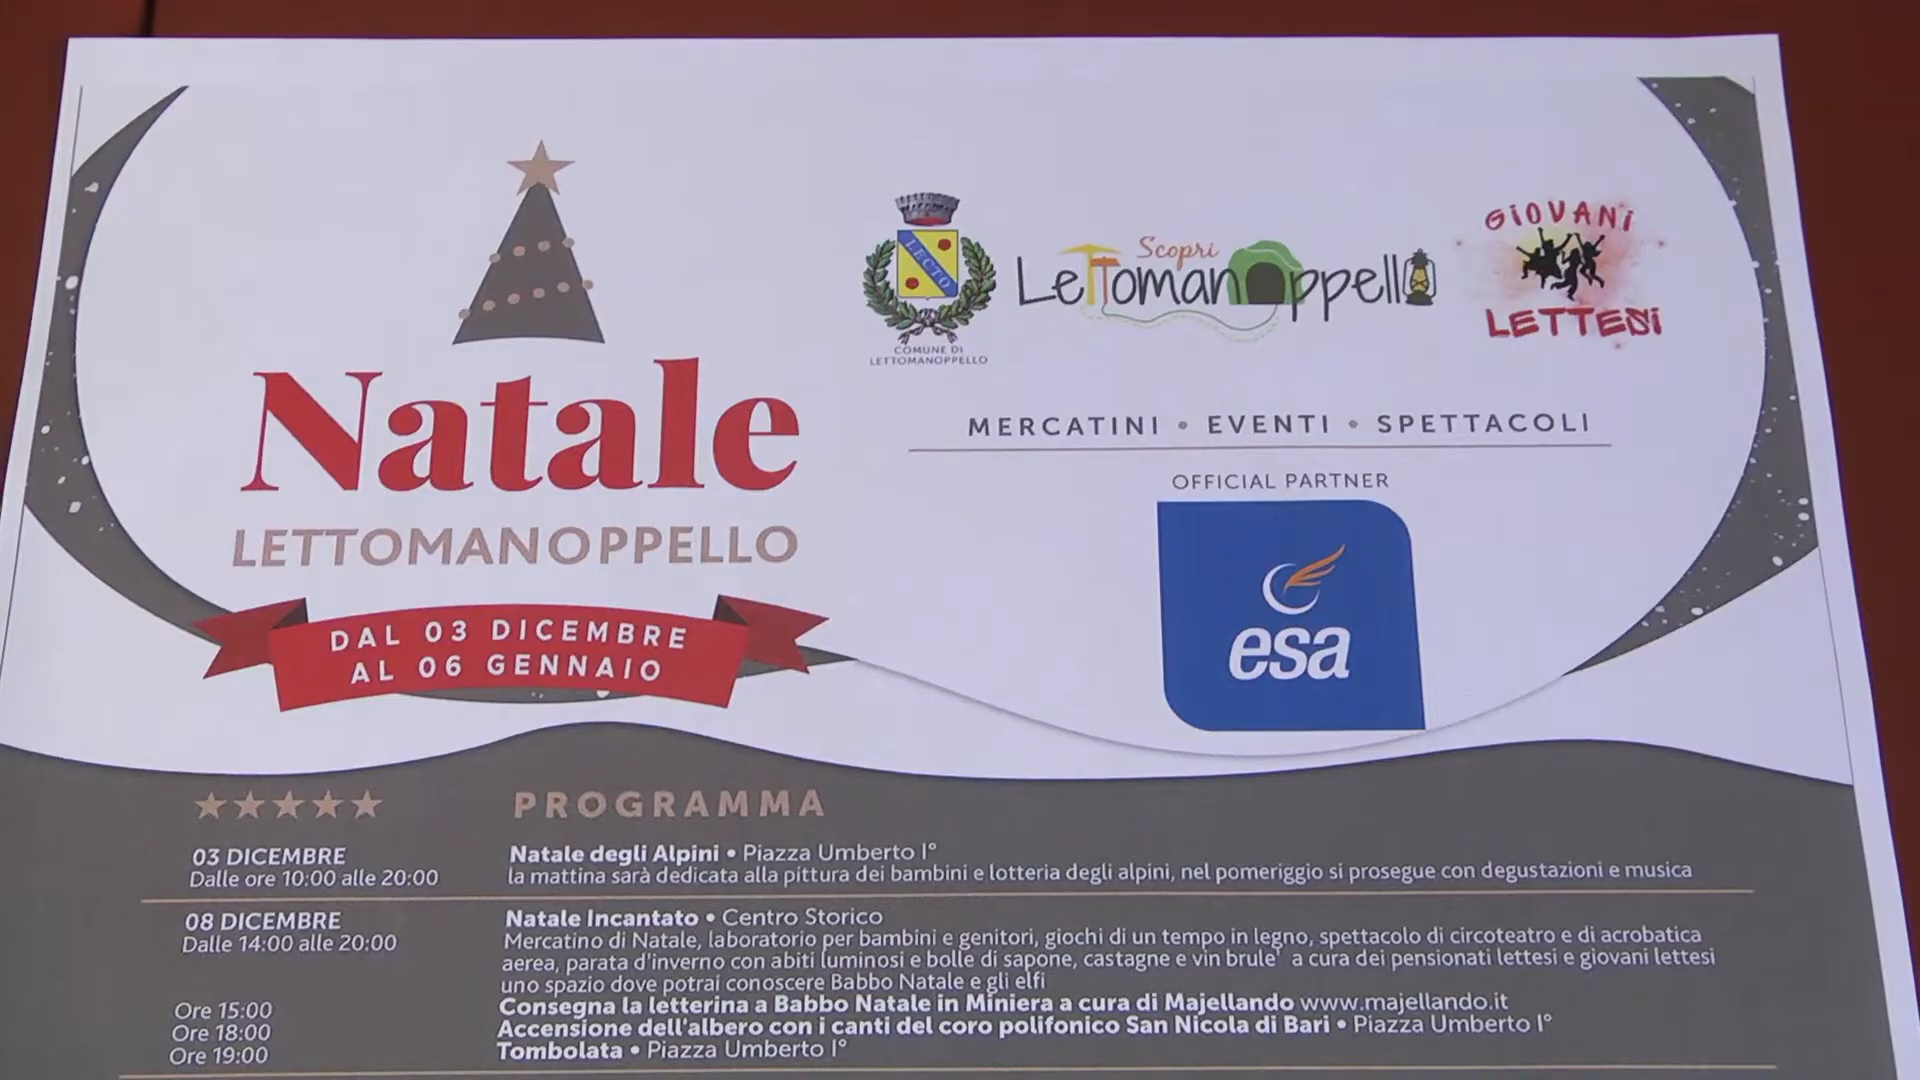 LECTO
COMUNE DI
LETTOMANOPPELLO
Scopri
Lettomanoppello
GIOVANI
LETTESI
Natale
LETTOMANOPPELLO
DAL 03 DICEMBRE
AL 06 GENNAIO
MERCATINI • EVENTI • SPETTACOLI
OFFICIAL PARTNER
esa
PROGRAMMA
03 DICEMBRE
Dalle ore 10:00 alle 20:00
Natale degli Alpini • Piazza Umberto I°
la mattina sarà dedicata alla pittura dei bambini e lotteria degli alpini, nel pomeriggio si prosegue con degustazioni e musica
08 DICEMBRE
Dalle 14:00 alle 20:00
Natale Incantato • Centro Storico
Mercatino di Natale, laboratorio per bambini e genitori, giochi di un tempo in legno, spettacolo di circoteatro e di acrobatica
aerea, parata d'inverno con abiti luminosi e bolle di sapone, castagne e vin brule' a cura dei pensionati lettesi e giovani lettesi
uno spazio dove potrai conoscere Babbo Natale e gli elfi
Ore 15:00 Consegna la letterina a Babbo Natale in Miniera a cura di Majellando www.majellando.it
Ore 18:00 Accensione dell'albero con i canti del coro polifonico San Nicola di Bari • Piazza Umberto I°
Ore 19:00 Tombolata • Piazza Umberto I°